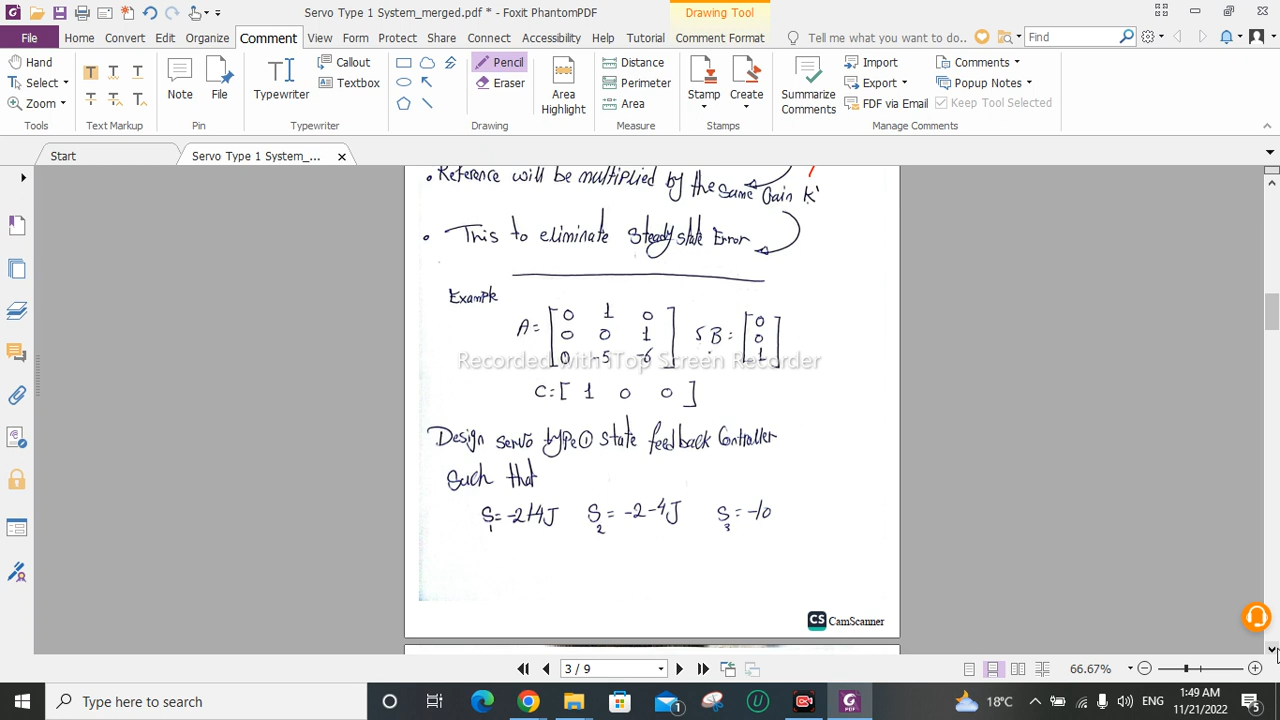 Servo Type 1 System_merged.pdf * - Foxit PhantomPDF
Drawing Tool
File Home Convert Edit Organize Comment View Form Protect Share Connect Accessibility Help Tutorial Comment Format Tell me what you want to do.. Find
Hand
Select
Zoom
Tools
Text Markup
Note
File
Pin
Typewriter
Callout
Textbox
Typewriter
Pencil
Eraser
Drawing
Area Highlight
Distance
Perimeter
Area
Measure
Stamp
Create
Stamps
Summarize Comments
Import
Export
FDF via Email
Comments
Popup Notes
Keep Tool Selected
Manage Comments
Start
Servo Type 1 System_...
• Reference will be multiplied by the same Gain K'
• This to eliminate Steady state Error
Example
A = [ 0 1 0
0 0 1
0 -5 -6 ]
; B = [ 0
0
1 ]
Recorded with iTop Screen Recorder
C = [ 1 0 0 ]
Design servo type ① state feedback Controller
Such that
S1 = -2+4J S2 = -2-4J S3 = -10
CS CamScanner
3 / 9
66.67%
Type here to search
1
18°C
ENG
1:49 AM
11/21/2022
5